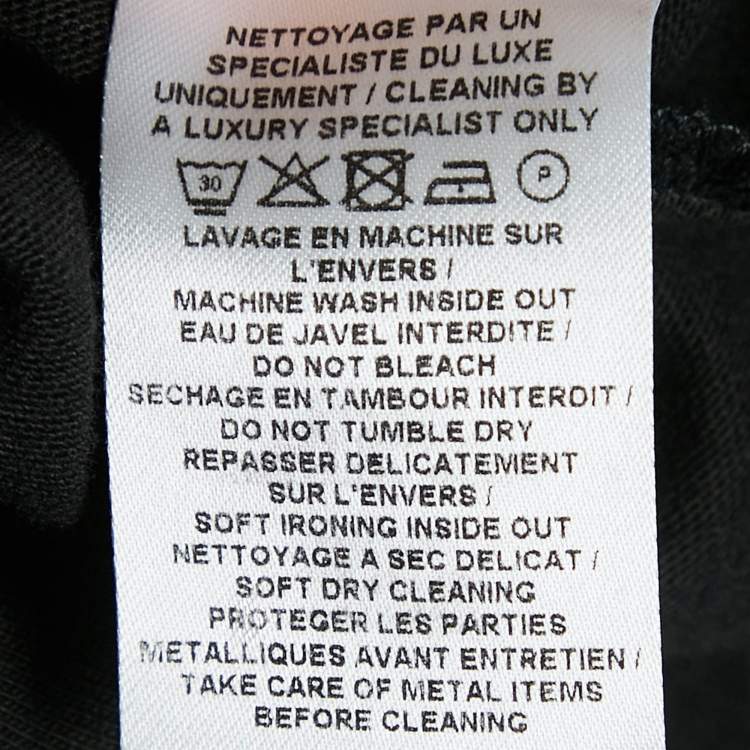 NETTOYAGE PAR UN
SPECIALISTE DU LUXE
UNIQUEMENT / CLEANING BY
A LUXURY SPECIALIST ONLY
30 P
LAVAGE EN MACHINE SUR
L'ENVERS /
MACHINE WASH INSIDE OUT
EAU DE JAVEL INTERDITE /
DO NOT BLEACH
SECHAGE EN TAMBOUR INTERDIT /
DO NOT TUMBLE DRY
REPASSER DELICATEMENT
SUR L'ENVERS /
SOFT IRONING INSIDE OUT
NETTOYAGE A SEC DELICAT /
SOFT DRY CLEANING
PROTEGER LES PARTIES
METALLIQUES AVANT ENTRETIEN /
TAKE CARE OF METAL ITEMS
BEFORE CLEANING